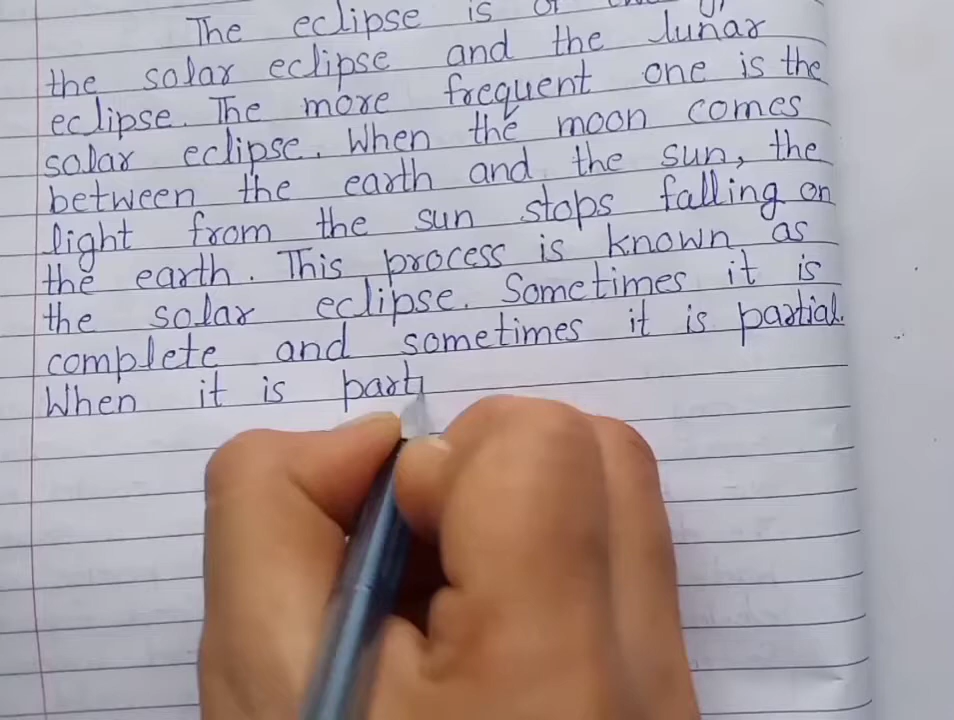 The eclipse is of
the solar eclipse and the lunar
eclipse. The more frequent one is the
solar eclipse. When the moon comes
between the earth and the sun, the
light from the sun stops falling on
the earth. This process is known as
the solar eclipse. Sometimes it is
complete and sometimes it is partial.
When it is parti